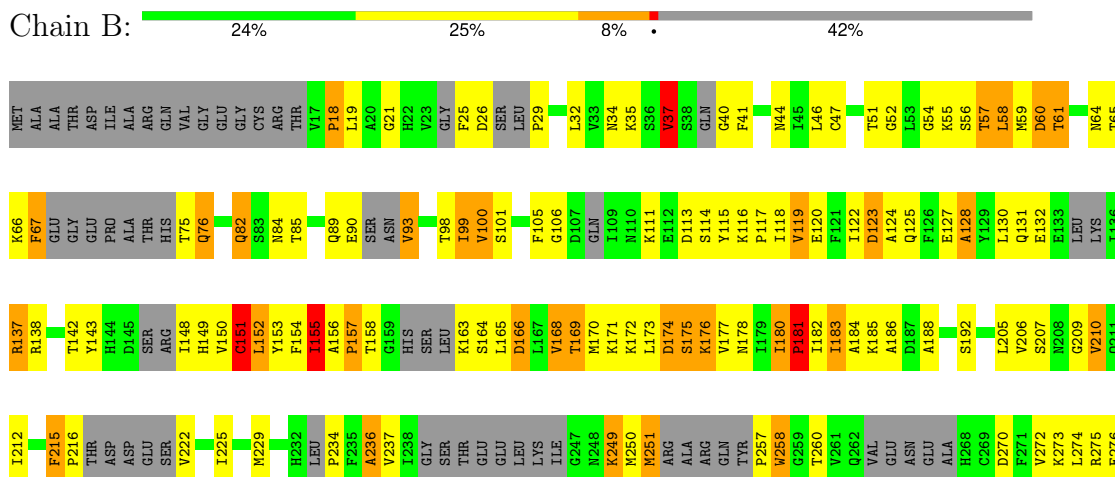 Chain B:
24% 25% 8% • 42%
MET ALA ALA THR ASP ILE ALA ARG GLN VAL GLY GLU GLY CYS ARG THR V17 P18 L19 A20 G21 H22 V23 GLY F25 D26 SER LEU P29 L32 V33 N34 K35 S36 V37 S38 GLN G40 F41 N44 I45 L46 C47 T51 G52 L53 G54 K55 S56 T57 L58 M59 D60 T61 N64 T65
K66 F67 GLU GLY GLU PRO ALA THR HIS T75 Q76 Q82 S83 N84 T85 Q89 E90 SER ASN V93 T98 I99 V100 S101 F105 G106 D107 GLN I109 N110 K111 E112 D113 S114 Y115 K116 P117 I118 V119 E120 F121 I122 D123 A124 Q125 F126 E127 A128 Y129 L130 Q131 E132 E133 LEU LYS I136
R137 R138 T142 Y143 H144 D145 SER ARG I148 H149 V150 C151 L152 Y153 F154 I155 A156 P157 T158 G159 HIS SER LEU K163 S164 L165 D166 L167 V168 T169 M170 K171 K172 L173 D174 S175 K176 V177 N178 I179 I180 P181 I182 I183 A184 K185 A186 D187 A188 S192 L205 V206 S207 N208 G209 V210 Q211
I212 F215 P216 THR ASP ASP GLU SER V222 I225 M229 H232 LEU P234 F235 A236 V237 I238 GLY SER THR GLU GLU LEU LYS ILE G247 N248 K249 M250 M251 ARG ALA ARG GLN TYR P257 W258 G259 T260 V261 Q262 VAL GLU ASN GLU ALA H268 C269 D270 F271 V272 K273 L274 R275 E276